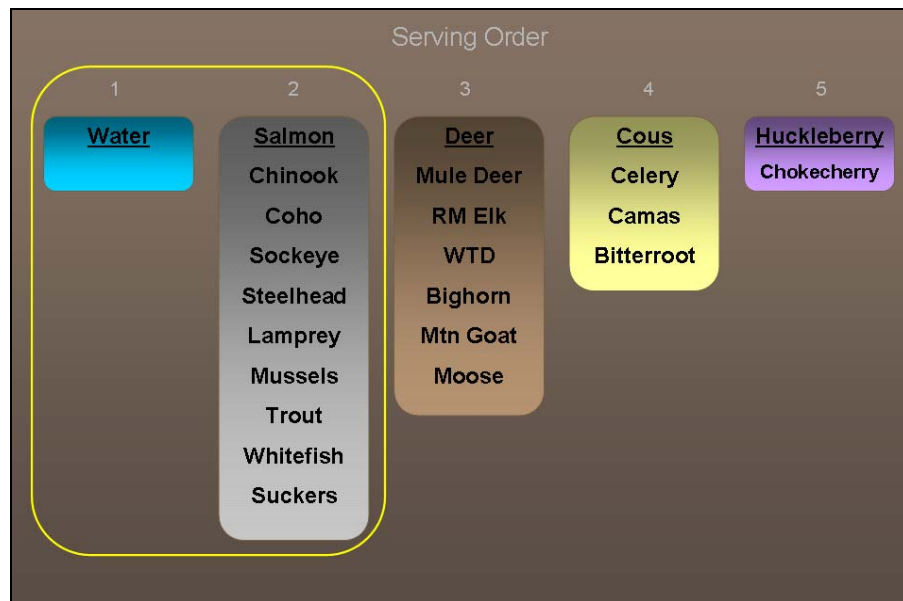 Serving Order
1 2 3 4 5
Water Salmon Deer Cous Huckleberry
Chinook Mule Deer Celery Chokecherry
Coho RM Elk Camas
Sockeye WTD Bitterroot
Steelhead Bighorn
Lamprey Mtn Goat
Mussels Moose
Trout
Whitefish
Suckers